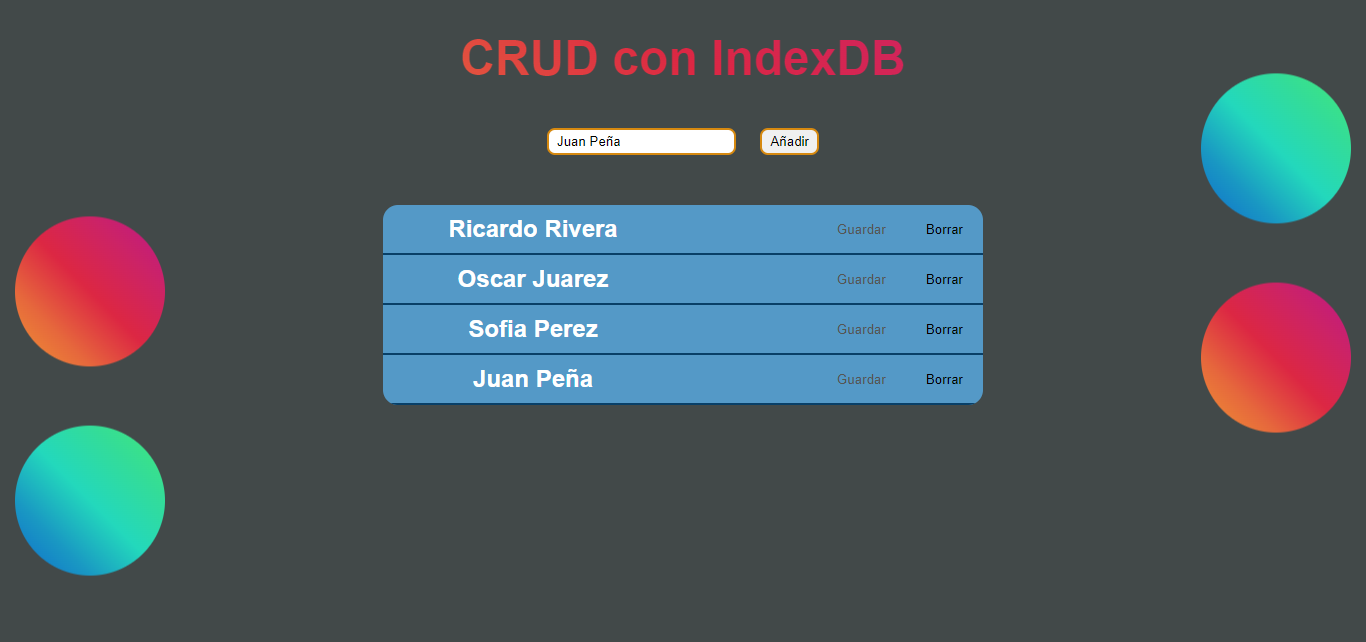 CRUD con IndexDB
Juan Peña Añadir
Ricardo Rivera Guardar Borrar
Oscar Juarez Guardar Borrar
Sofia Perez Guardar Borrar
Juan Peña Guardar Borrar